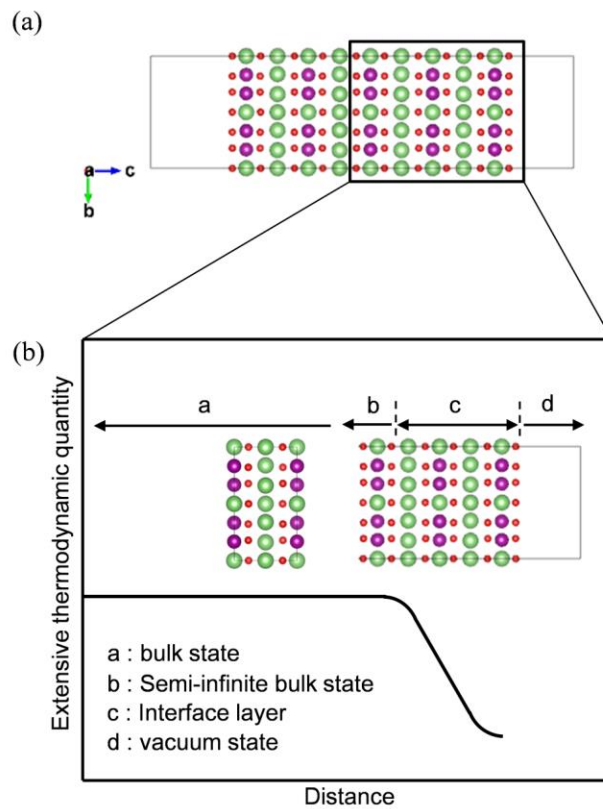 (a)
a
c
b
(b)
Extensive thermodynamic quantity
a
b
c
d
a : bulk state
b : Semi-infinite bulk state
c : Interface layer
d : vacuum state
Distance